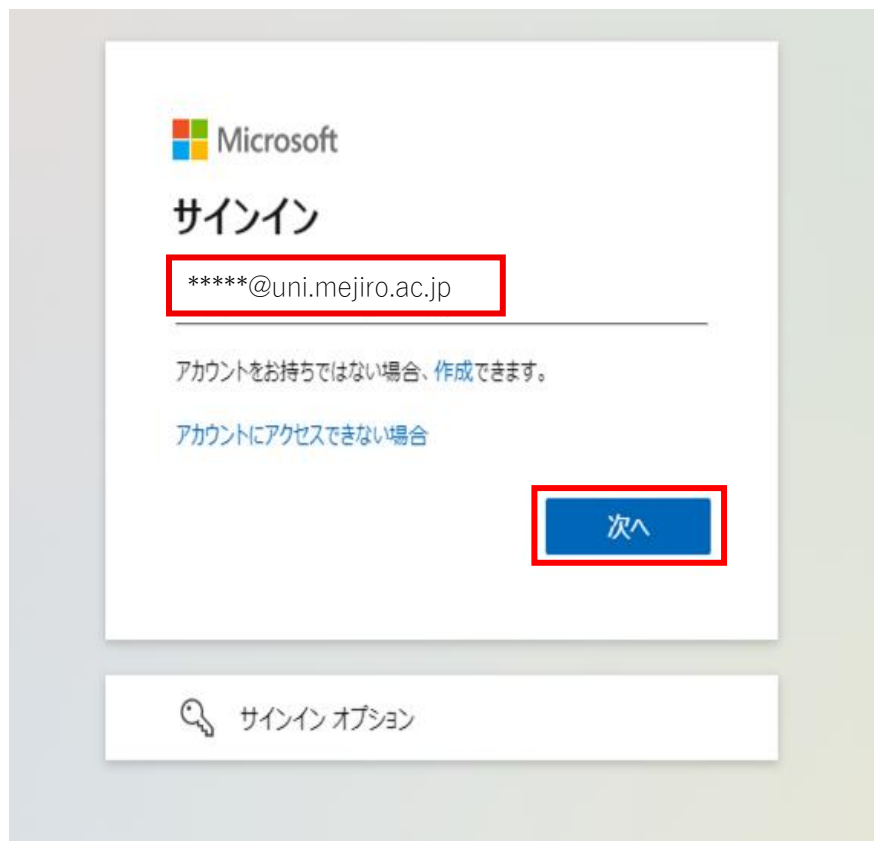 Microsoft
サインイン
*****@uni.mejiro.ac.jp
アカウントをお持ちではない場合、作成できます。
アカウントにアクセスできない場合
次へ
サインイン オプション